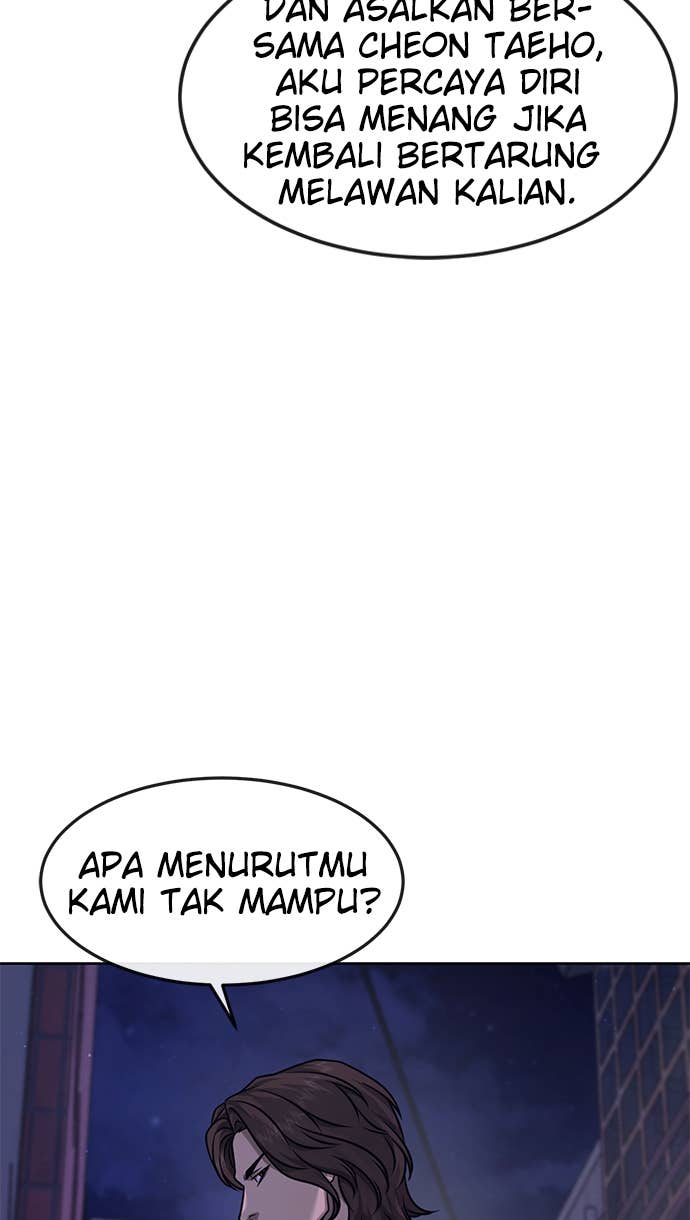 DAN ASALKAN BER-
SAMA CHEON TAEHO,
AKU PERCAYA DIRI
BISA MENANG JIKA
KEMBALI BERTARUNG
MELAWAN KALIAN.
APA MENURUTMU
KAMI TAK MAMPU?